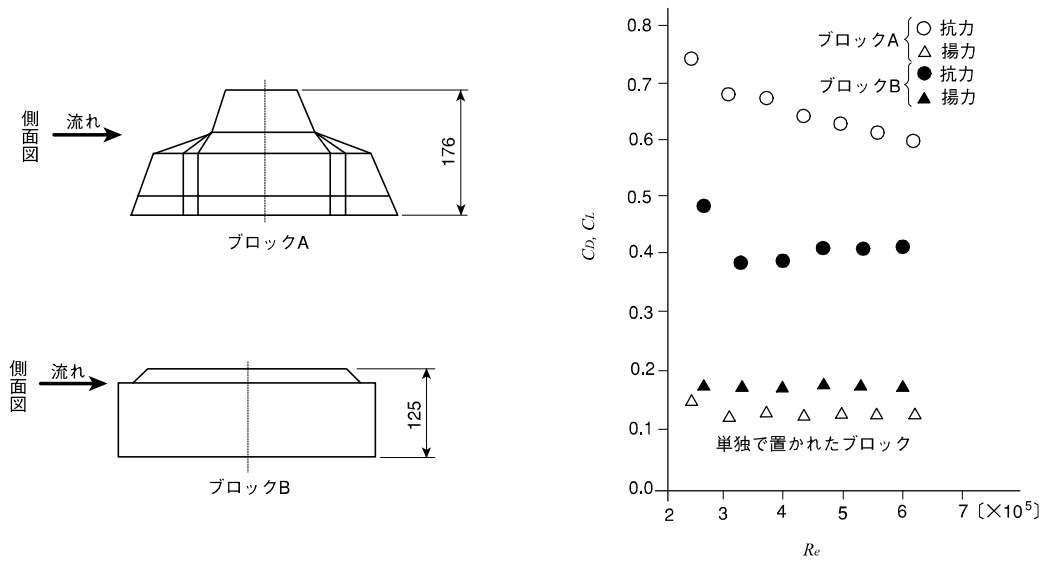 側面図
流れ
176
ブロックA
側面図
流れ
125
ブロックB
ブロックA
抗力
揚力
ブロックB
抗力
揚力
0.8
0.7
0.6
0.5
0.4
0.3
0.2
0.1
0.0
CD, CL
単独で置かれたブロック
2 3 4 5 6 7 〔×10⁵〕
Re